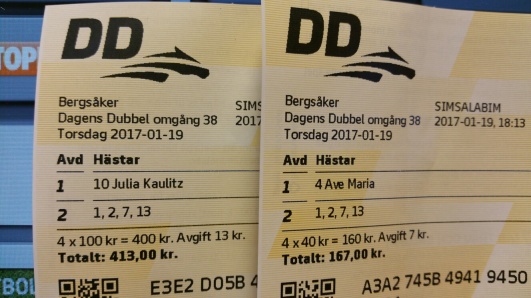 TOP
DD
Bergsåker
SIMS
Dagens Dubbel omgång 38
2017
Torsdag 2017-01-19
Avd Hästar
1 10 Julia Kaulitz
2 1, 2, 7, 13
4 x 100 kr = 400 kr. Avgift 13 kr.
Totalt: 413,00 kr.
E3E2 D05B 4
DD
Bergsåker
SIMSALABIM
Dagens Dubbel omgång 38
2017-01-19, 18:13
Torsdag 2017-01-19
Avd Hästar
1 4 Ave Maria
2 1, 2, 7, 13
4 x 40 kr = 160 kr. Avgift 7 kr.
Totalt: 167,00 kr.
A3A2 745B 4941 9450